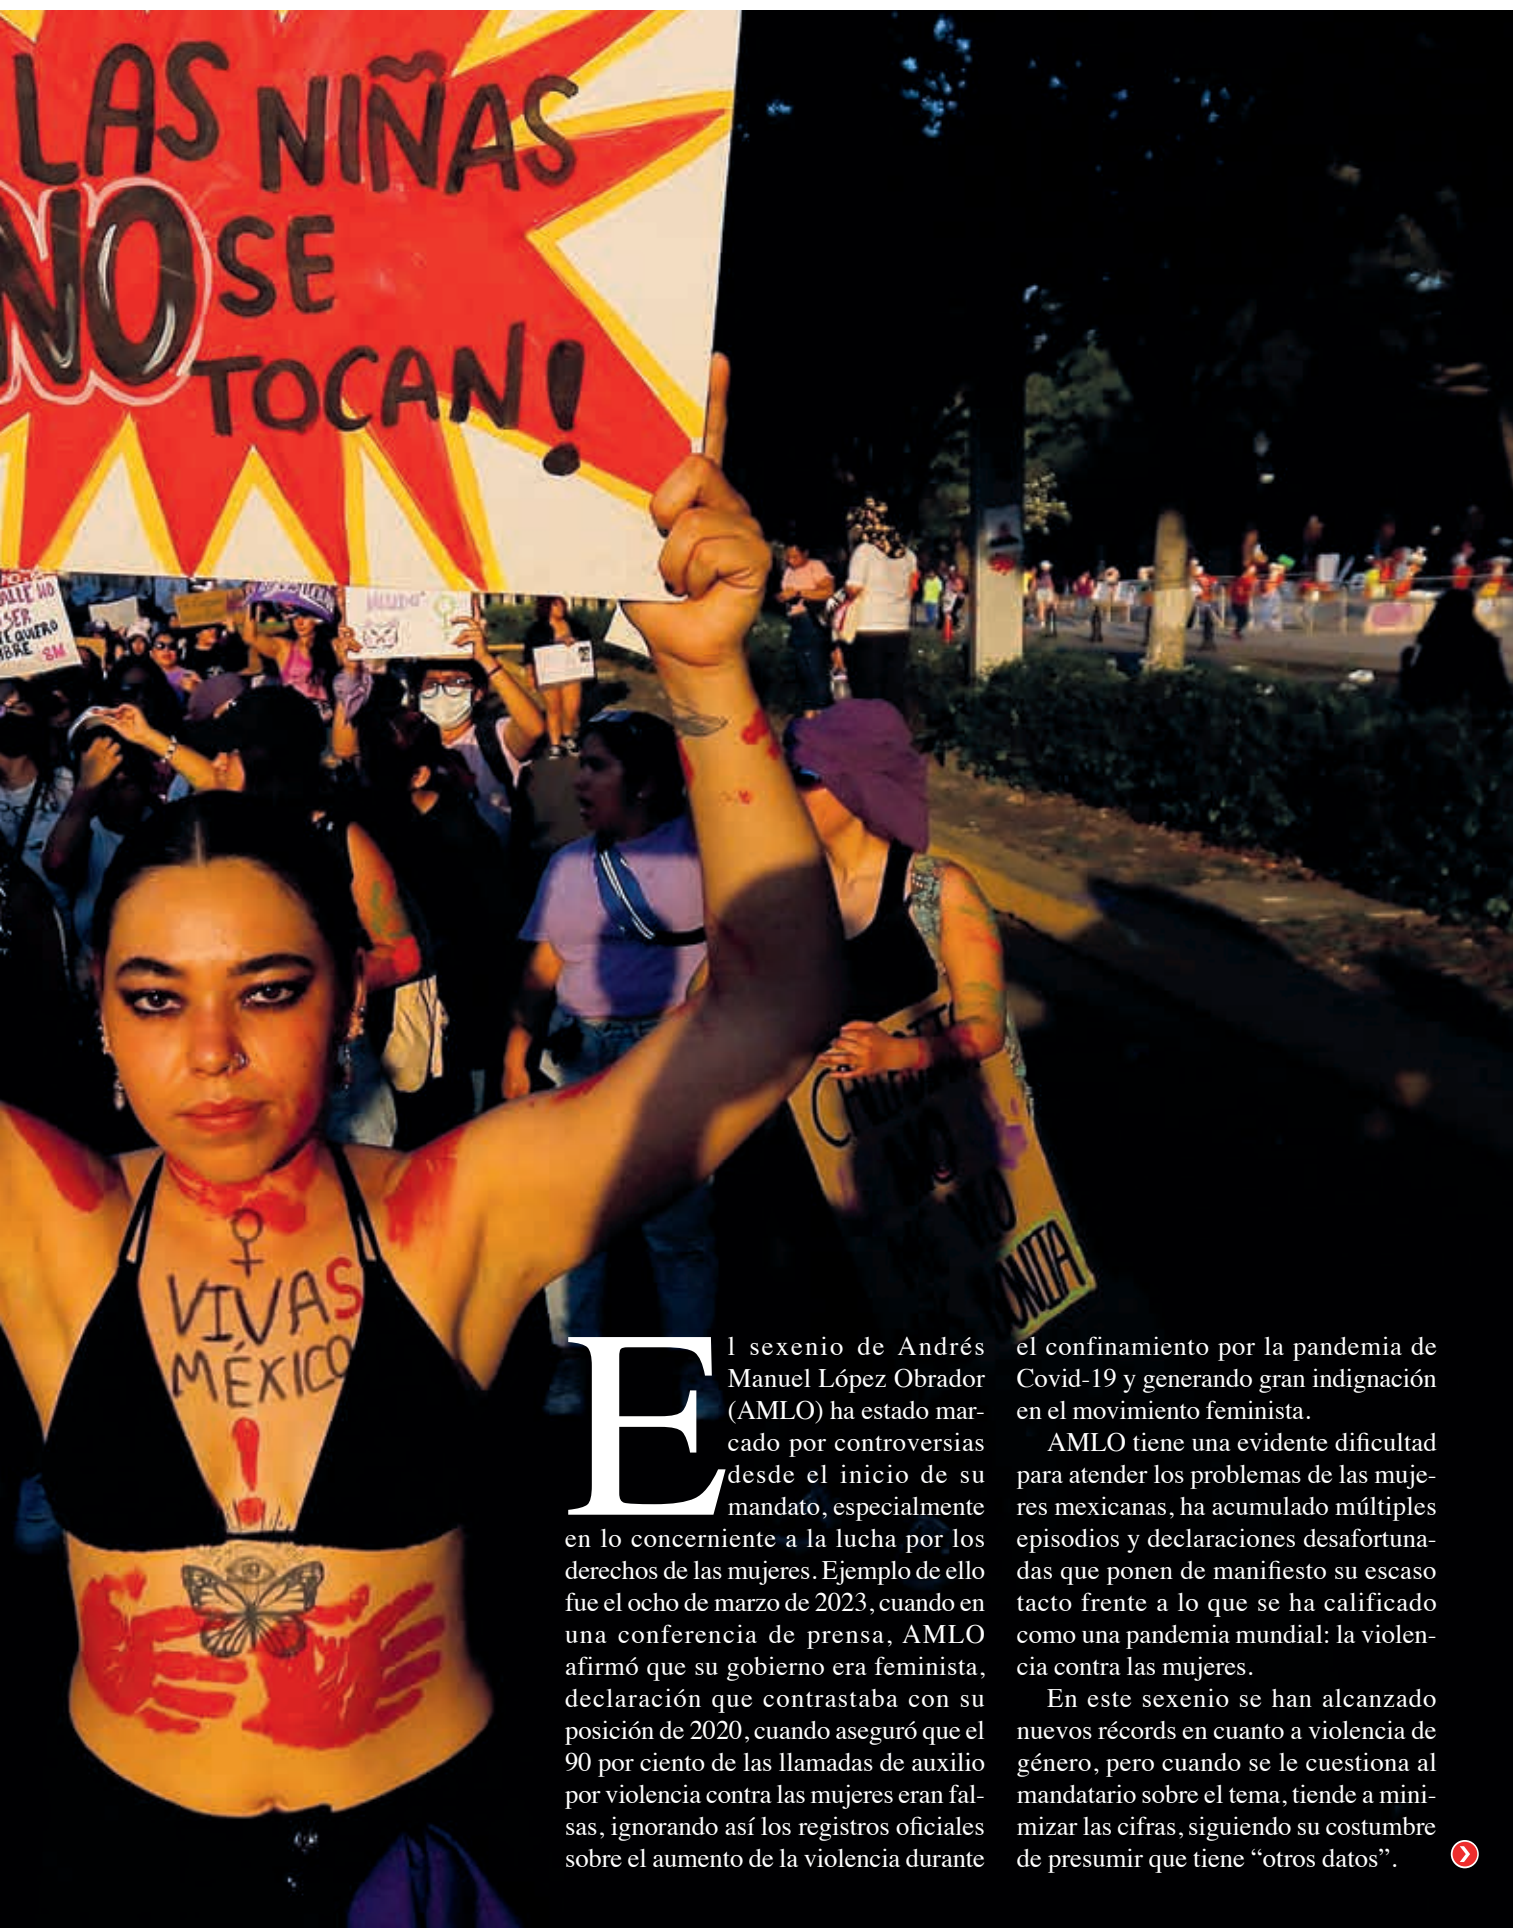 LAS NIÑAS
NO SE
TOCAN!
SER
TE QUIERO
8M
NO
VIVAS
MÉXICO
!
El sexenio de Andrés
Manuel López Obrador
(AMLO) ha estado mar-
cado por controversias
desde el inicio de su
mandato, especialmente
en lo concerniente a la lucha por los
derechos de las mujeres. Ejemplo de ello
fue el ocho de marzo de 2023, cuando en
una conferencia de prensa, AMLO
afirmó que su gobierno era feminista,
declaración que contrastaba con su
posición de 2020, cuando aseguró que el
90 por ciento de las llamadas de auxilio
por violencia contra las mujeres eran fal-
sas, ignorando así los registros oficiales
sobre el aumento de la violencia durante
el confinamiento por la pandemia de
Covid-19 y generando gran indignación
en el movimiento feminista.
AMLO tiene una evidente dificultad
para atender los problemas de las muje-
res mexicanas, ha acumulado múltiples
episodios y declaraciones desafortuna-
das que ponen de manifiesto su escaso
tacto frente a lo que se ha calificado
como una pandemia mundial: la violen-
cia contra las mujeres.
En este sexenio se han alcanzado
nuevos récords en cuanto a violencia de
género, pero cuando se le cuestiona al
mandatario sobre el tema, tiende a mini-
mizar las cifras, siguiendo su costumbre
de presumir que tiene “otros datos”.